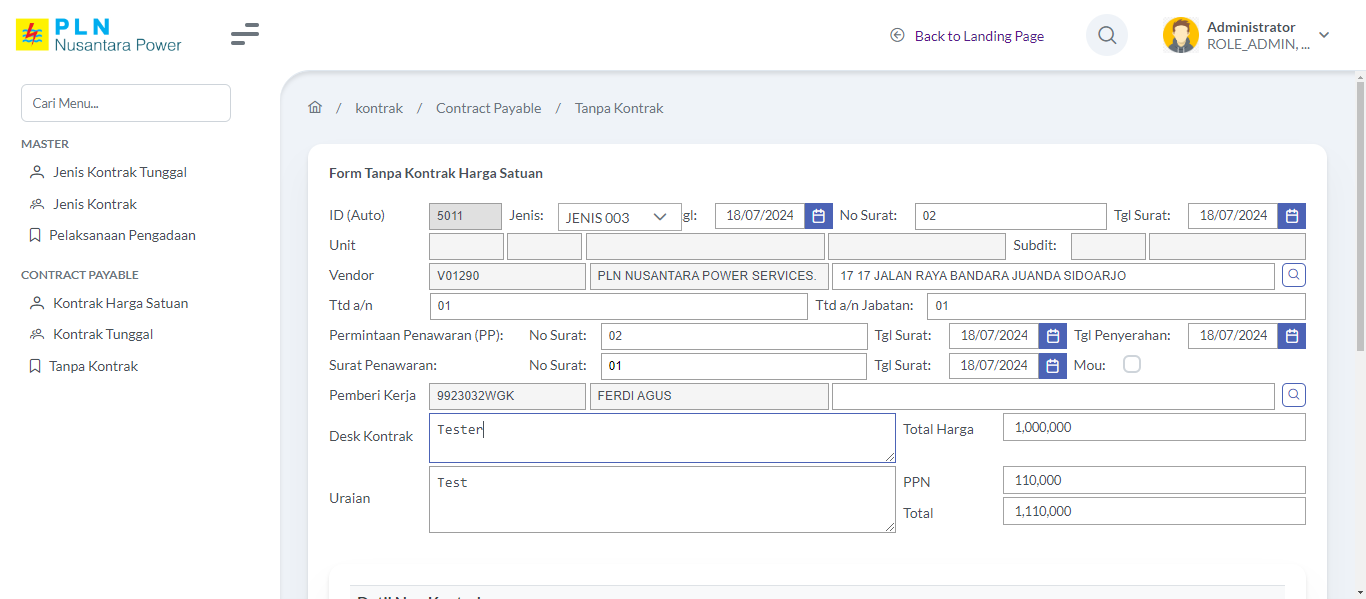 PLN
Nusantara Power
Back to Landing Page
Administrator
ROLE_ADMIN, ...
Cari Menu...
MASTER
Jenis Kontrak Tunggal
Jenis Kontrak
Pelaksanaan Pengadaan
CONTRACT PAYABLE
Kontrak Harga Satuan
Kontrak Tunggal
Tanpa Kontrak
/ kontrak / Contract Payable / Tanpa Kontrak
Form Tanpa Kontrak Harga Satuan
ID (Auto) 5011 Jenis: JENIS 003 gl: 18/07/2024 No Surat: 02 Tgl Surat: 18/07/2024
Unit Subdit:
Vendor V01290 PLN NUSANTARA POWER SERVICES. 17 17 JALAN RAYA BANDARA JUANDA SIDOARJO
Ttd a/n 01 Ttd a/n Jabatan: 01
Permintaan Penawaran (PP): No Surat: 02 Tgl Surat: 18/07/2024 Tgl Penyerahan: 18/07/2024
Surat Penawaran: No Surat: 01 Tgl Surat: 18/07/2024 Mou:
Pemberi Kerja 9923032WGK FERDI AGUS
Desk Kontrak Tester Total Harga 1,000,000
Uraian Test PPN 110,000
Total 1,110,000